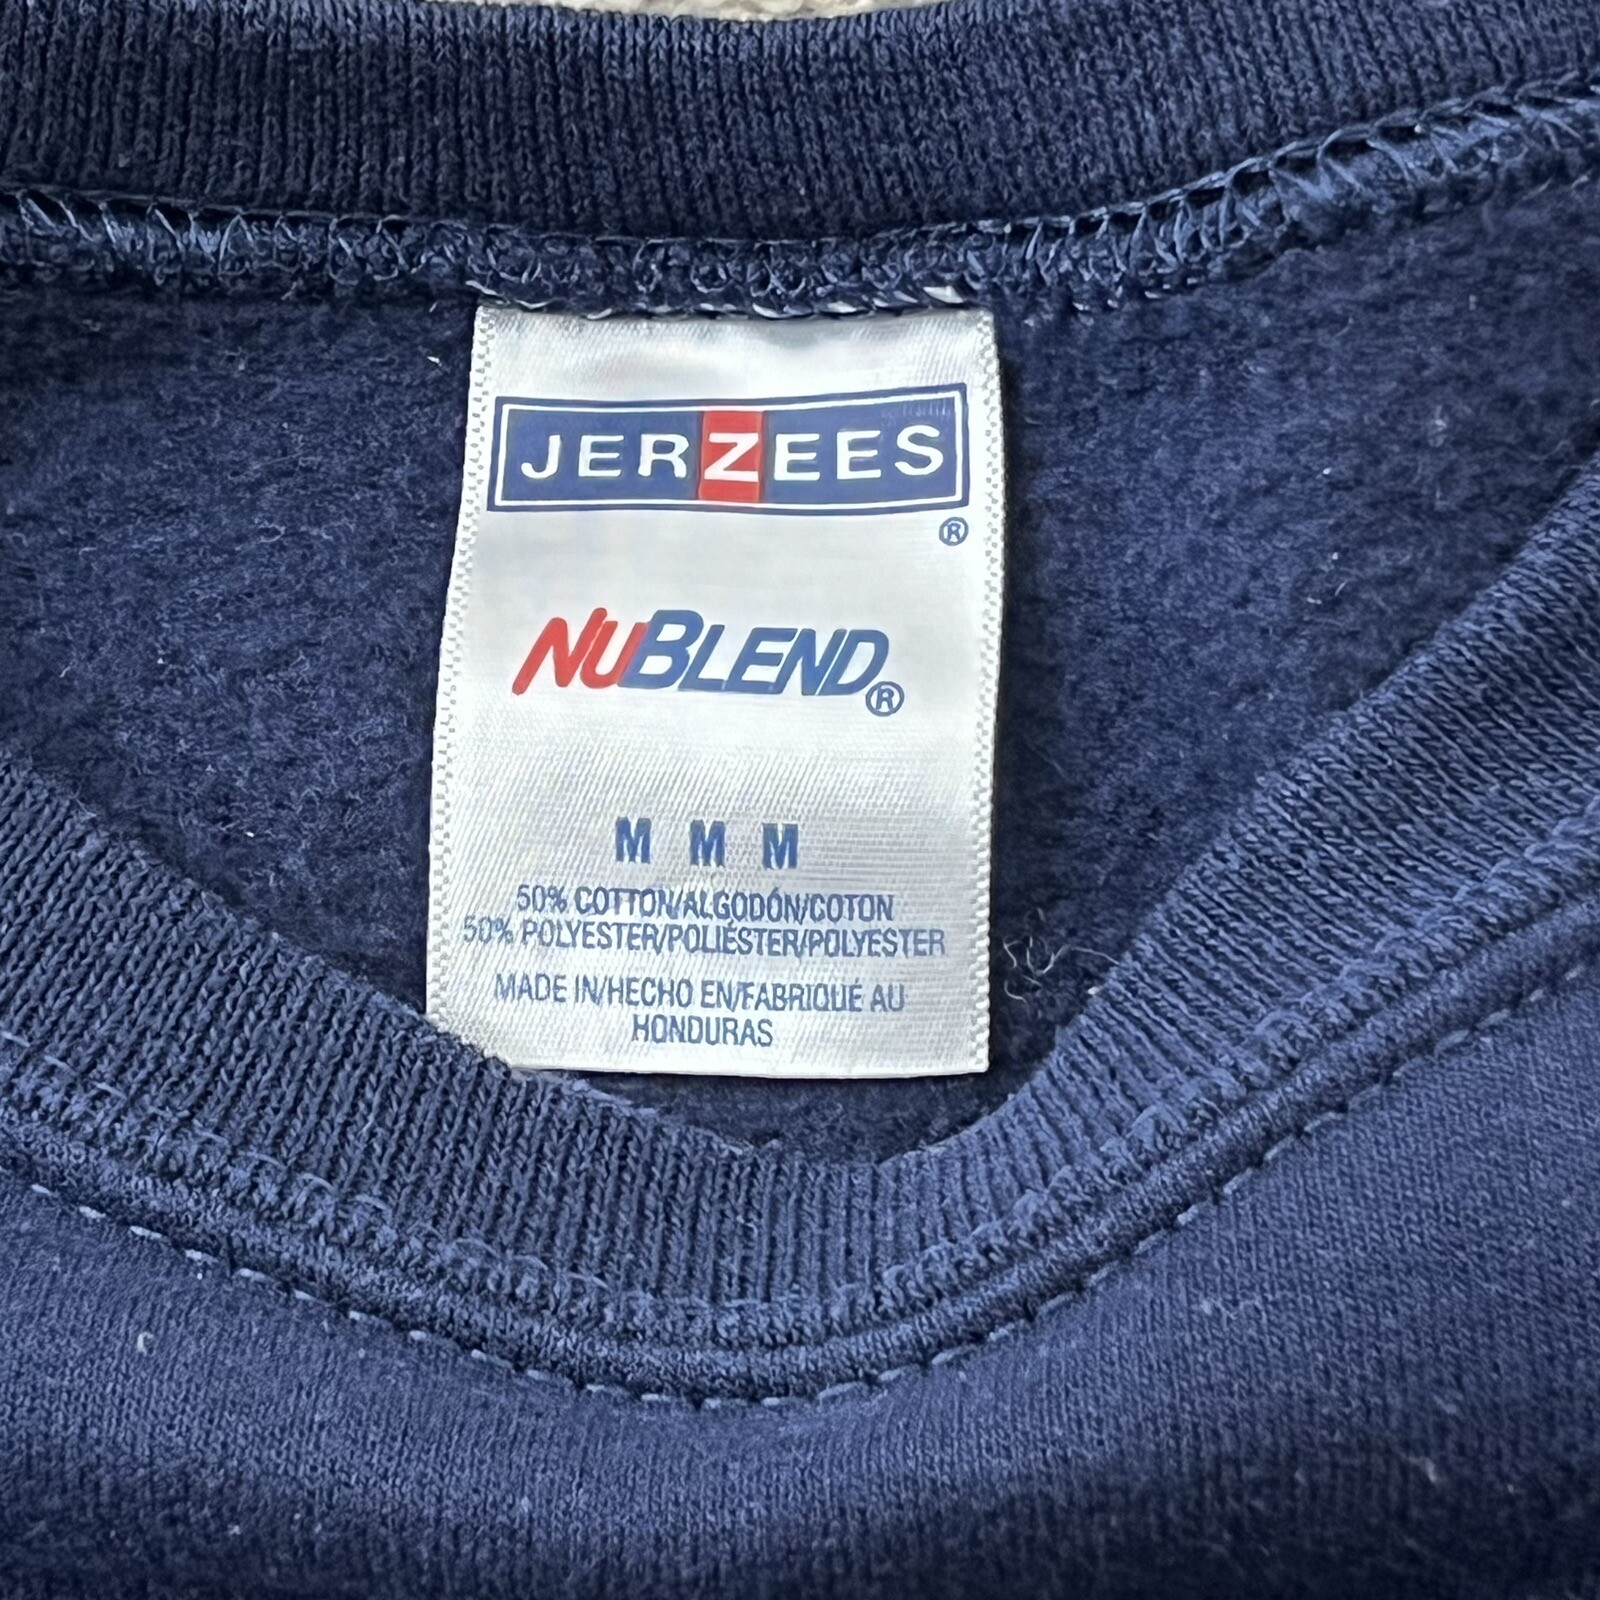 JERZEES
®
NUBLEND®
M M M
50% COTTON/ALGODÓN/COTON
50% POLYESTER/POLIÉSTER/POLYESTER
MADE IN/HECHO EN/FABRIQUÉ AU
HONDURAS